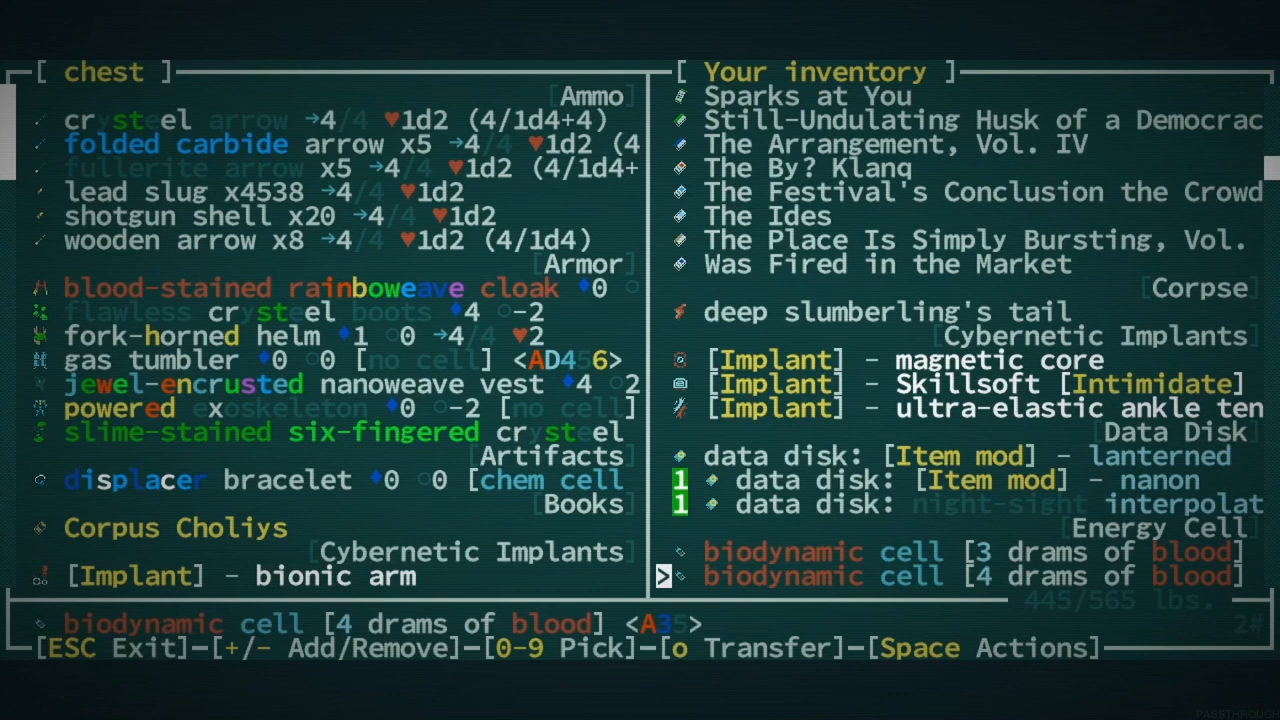 [ chest ]
[Ammo]
crysteel arrow →4/4 ♥1d2 (4/1d4+4)
folded carbide arrow x5 →4/4 ♥1d2 (4
fullerite arrow x5 →4/4 ♥1d2 (4/1d4+
lead slug x4538 →4/4 ♥1d2
shotgun shell x20 →4/4 ♥1d2
wooden arrow x8 →4/4 ♥1d2 (4/1d4)
[Armor]
blood-stained rainboweave cloak ♦0 ○
flawless crysteel boots ♦4 ○-2
fork-horned helm ♦1 ○0 →4/4 ♥2
gas tumbler ♦0 ○0 [no cell] <AD456>
jewel-encrusted nanoweave vest ♦4 ○2
powered exoskeleton ♦0 ○-2 [no cell]
slime-stained six-fingered crysteel
[Artifacts]
displacer bracelet ♦0 ○0 [chem cell
[Books]
Corpus Choliys
[Cybernetic Implants]
[Implant] - bionic arm
[ Your inventory ]
Sparks at You
Still-Undulating Husk of a Democrac
The Arrangement, Vol. IV
The By? Klanq
The Festival's Conclusion the Crowd
The Ides
The Place Is Simply Bursting, Vol.
Was Fired in the Market
[Corpse]
deep slumberling's tail
[Cybernetic Implants]
[Implant] - magnetic core
[Implant] - Skillsoft [Intimidate]
[Implant] - ultra-elastic ankle ten
[Data Disk]
data disk: [Item mod] - lanterned
1 data disk: [Item mod] - nanon
1 data disk: night-sight interpolat
[Energy Cell]
biodynamic cell [3 drams of blood]
> biodynamic cell [4 drams of blood]
445/565 lbs.
biodynamic cell [4 drams of blood] <A35>
2#
[ESC Exit]-[+/- Add/Remove]-[0-9 Pick]-[o Transfer]-[Space Actions]